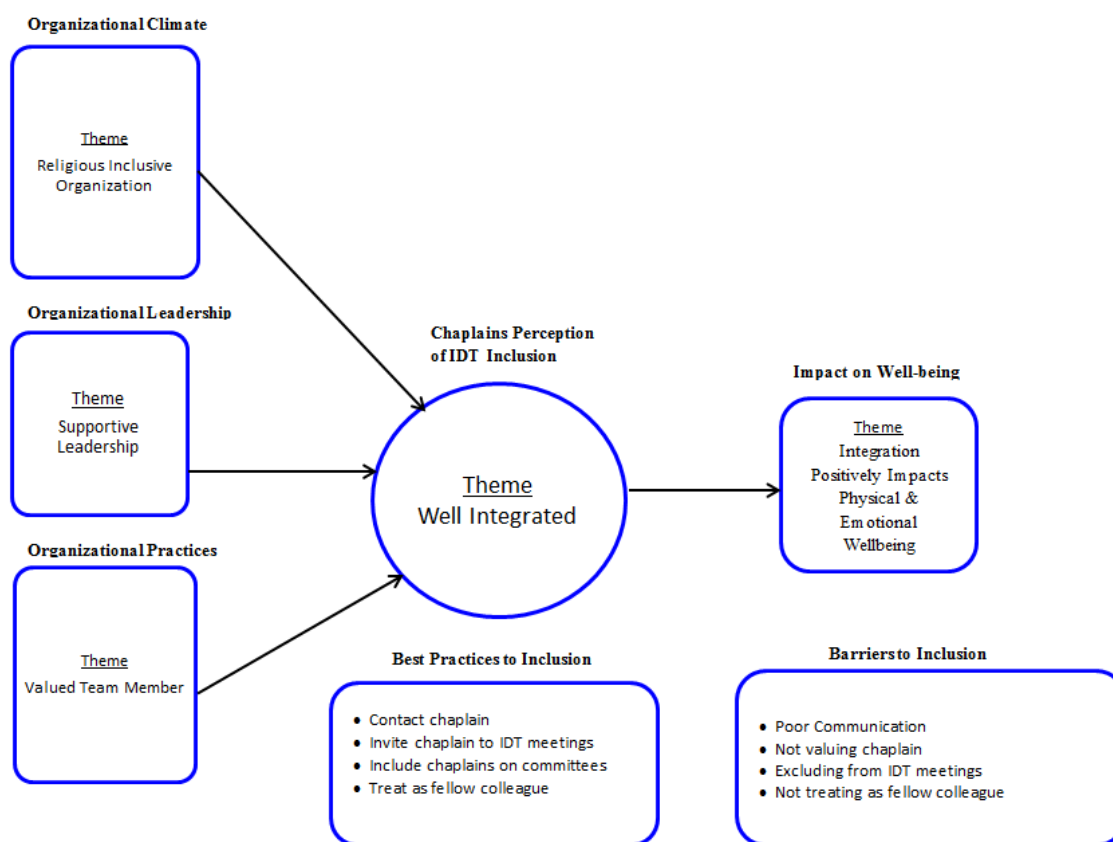 Organizational Climate
Theme
Religious Inclusive
Organization
Organizational Leadership
Theme
Supportive
Leadership
Organizational Practices
Theme
Valued Team Member
Chaplains Perception
of IDT Inclusion
Theme
Well Integrated
Impact on Well-being
Theme
Integration
Positively Impacts
Physical &
Emotional
Wellbeing
Best Practices to Inclusion
● Contact chaplain
● Invite chaplain to IDT meetings
● Include chaplains on committees
● Treat as fellow colleague
Barriers to Inclusion
● Poor Communication
● Not valuing chaplain
● Excluding from IDT meetings
● Not treating as fellow colleague